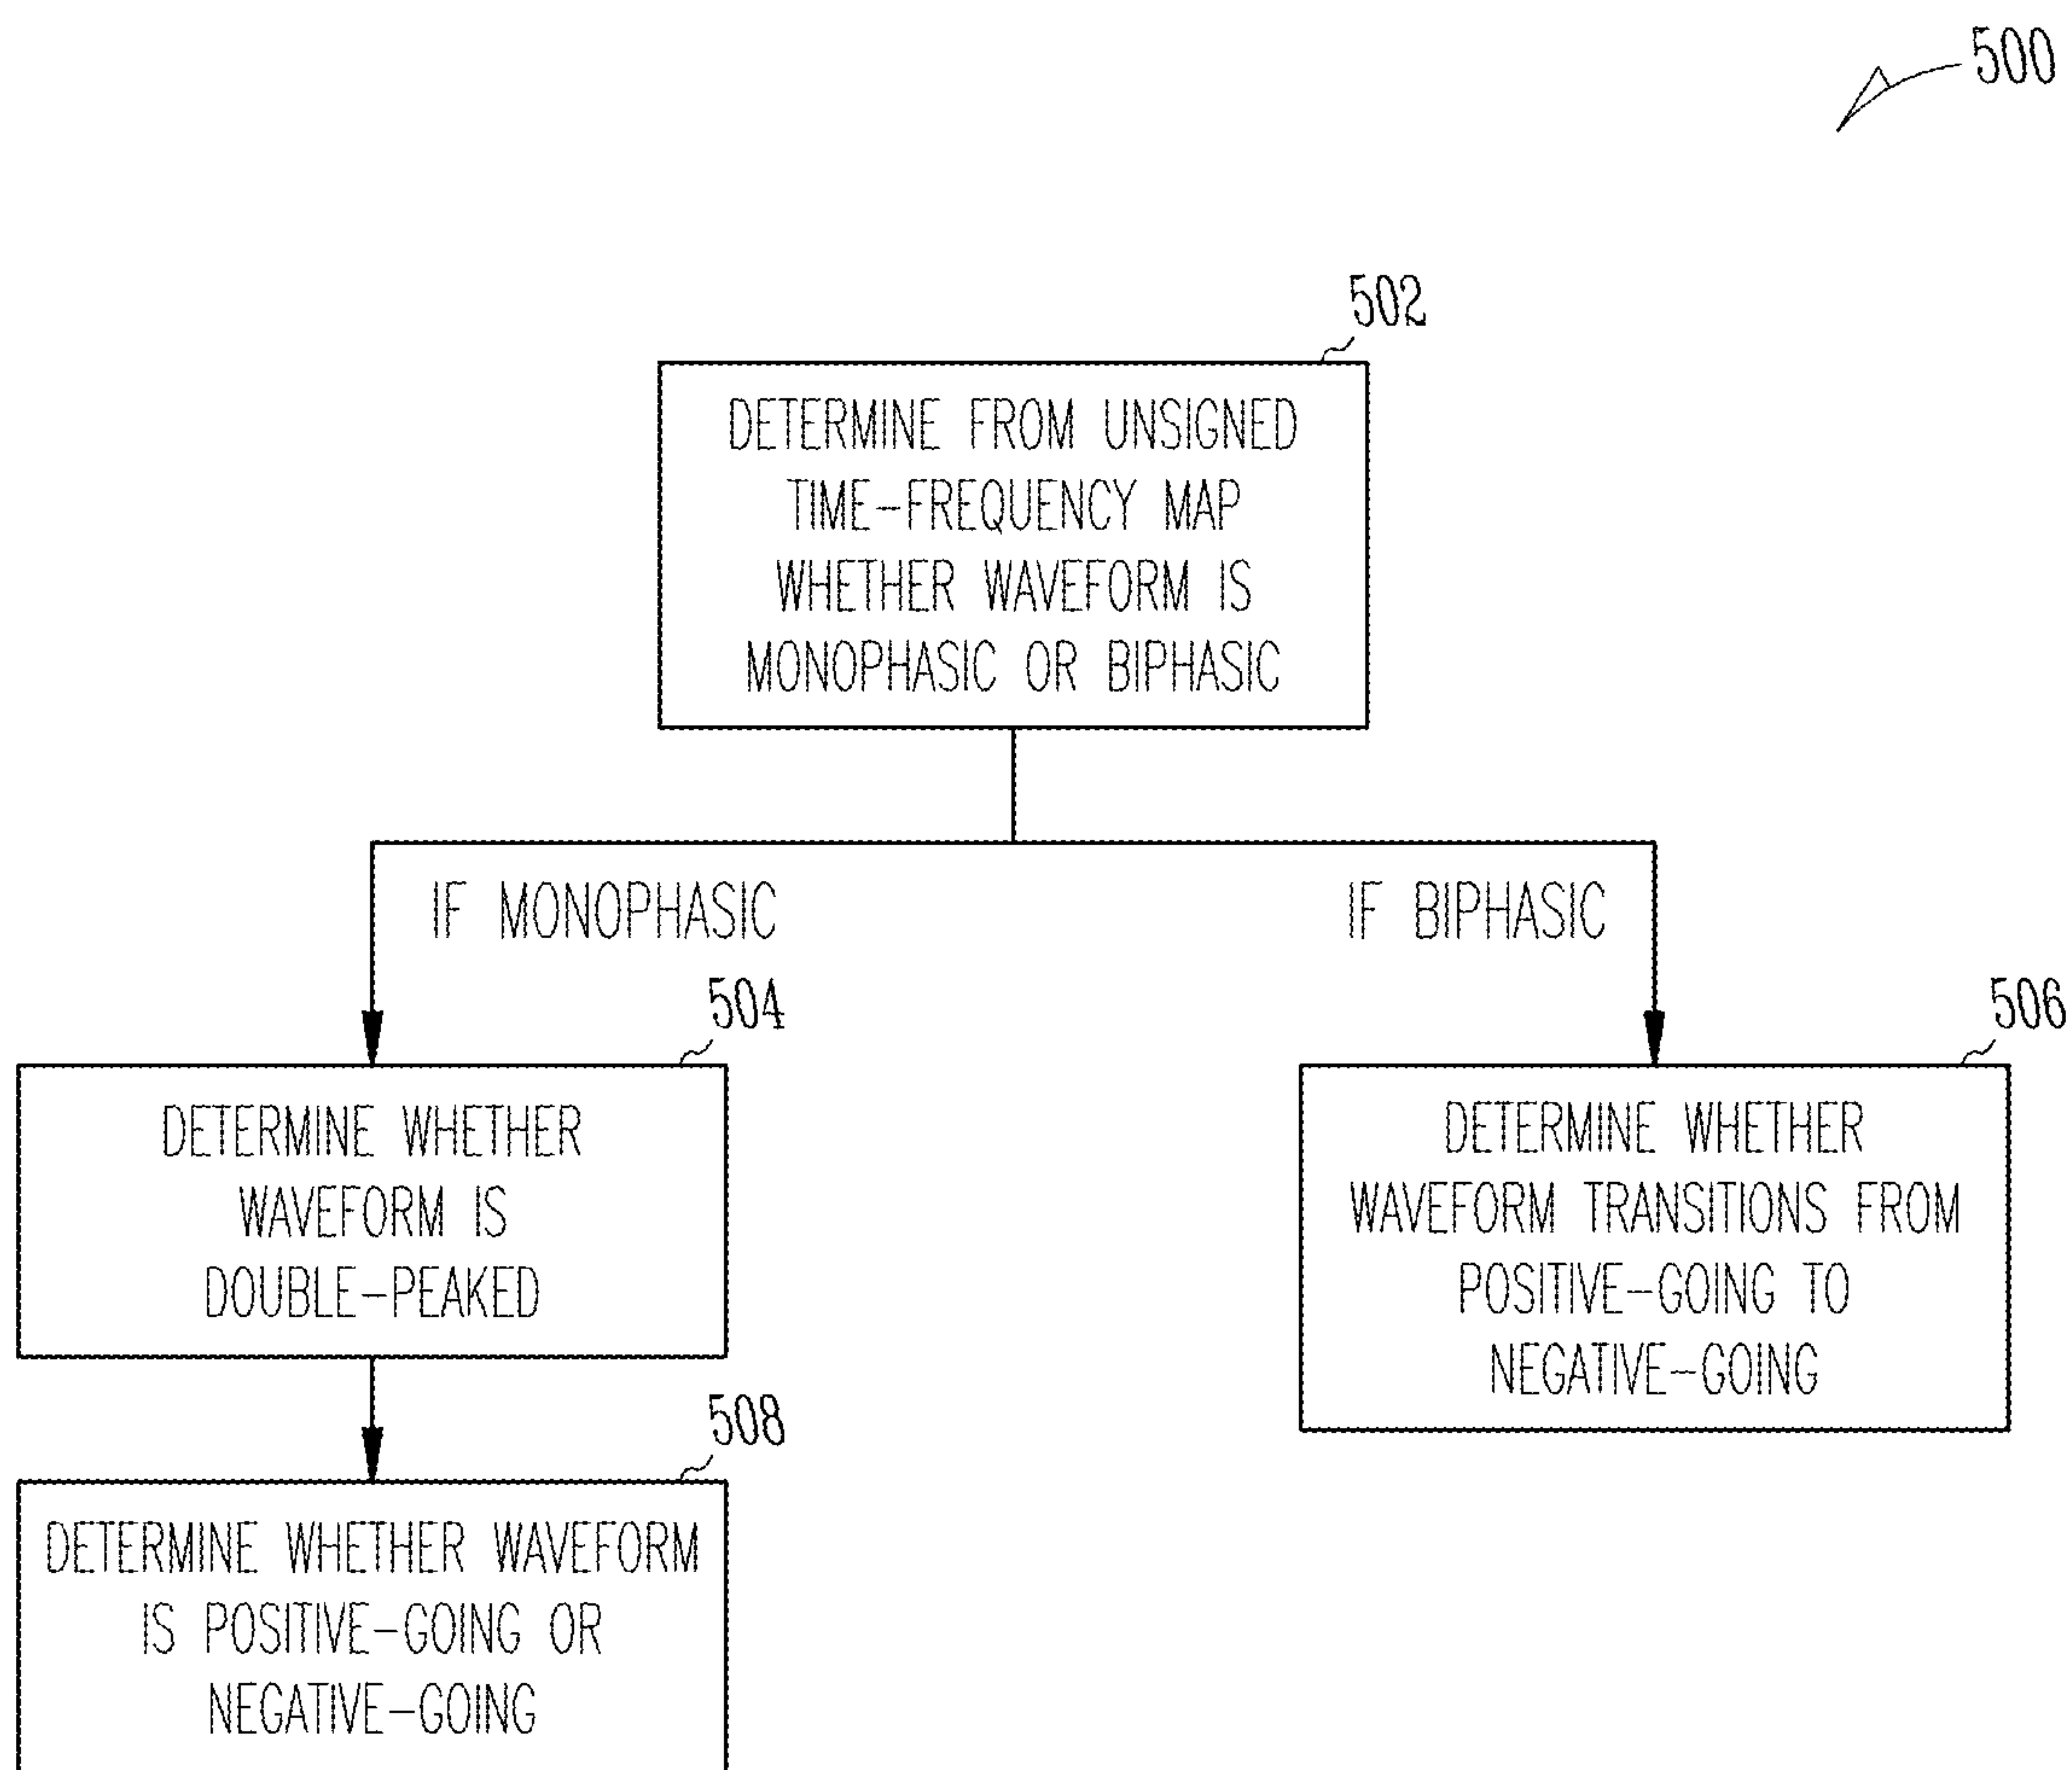 500
502
DETERMINE FROM UNSIGNED
TIME-FREQUENCY MAP
WHETHER WAVEFORM IS
MONOPHASIC OR BIPHASIC
IF MONOPHASIC
IF BIPHASIC
504
DETERMINE WHETHER
WAVEFORM IS
DOUBLE-PEAKED
506
DETERMINE WHETHER
WAVEFORM TRANSITIONS FROM
POSITIVE-GOING TO
NEGATIVE-GOING
508
DETERMINE WHETHER WAVEFORM
IS POSITIVE-GOING OR
NEGATIVE-GOING